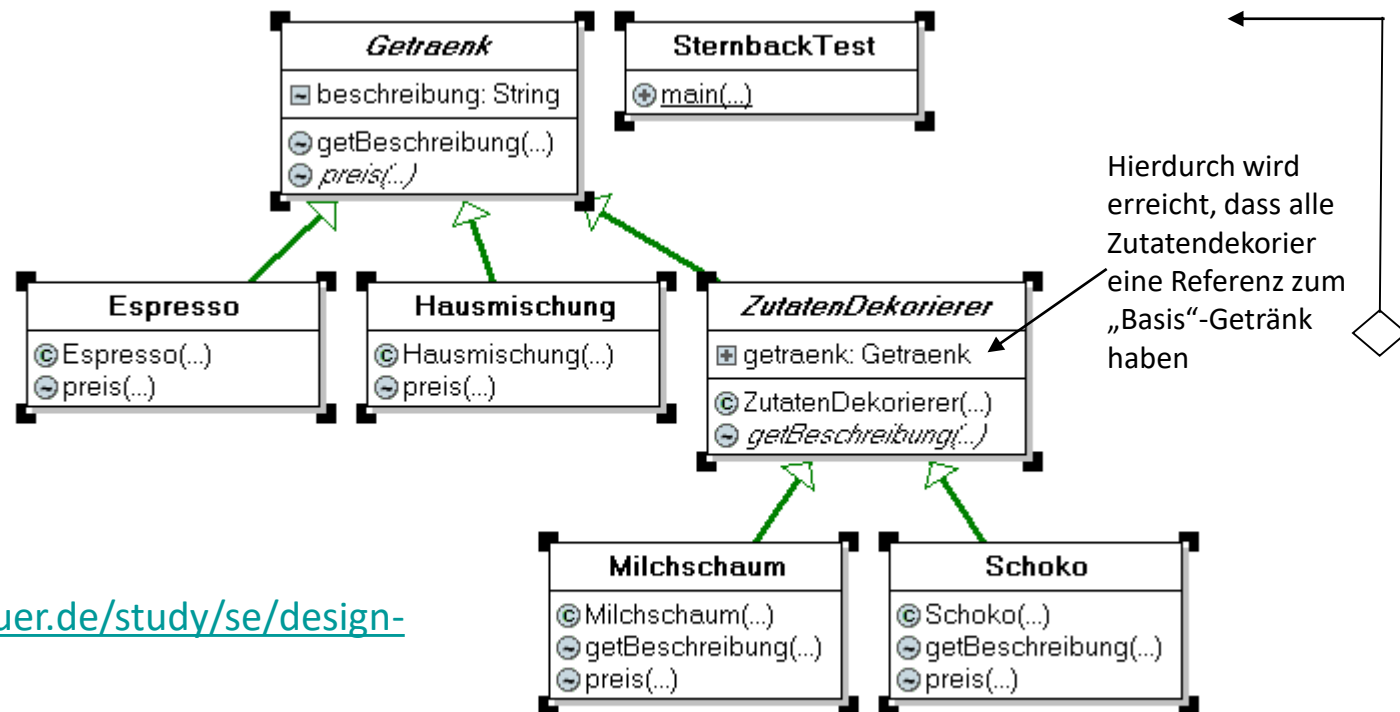 Getraenk
beschreibung: String
getBeschreibung(...)
preis(...)
SternbackTest
main(...)
Hierdurch wird
erreicht, dass alle
Zutatendekorier
eine Referenz zum
„Basis“-Getränk
haben
Espresso
Espresso(...)
preis(...)
Hausmischung
Hausmischung(...)
preis(...)
ZutatenDekorierer
getraenk: Getraenk
ZutatenDekorierer(...)
getBeschreibung(...)
Milchschaum
Milchschaum(...)
getBeschreibung(...)
preis(...)
Schoko
Schoko(...)
getBeschreibung(...)
preis(...)
uer.de/study/se/design-